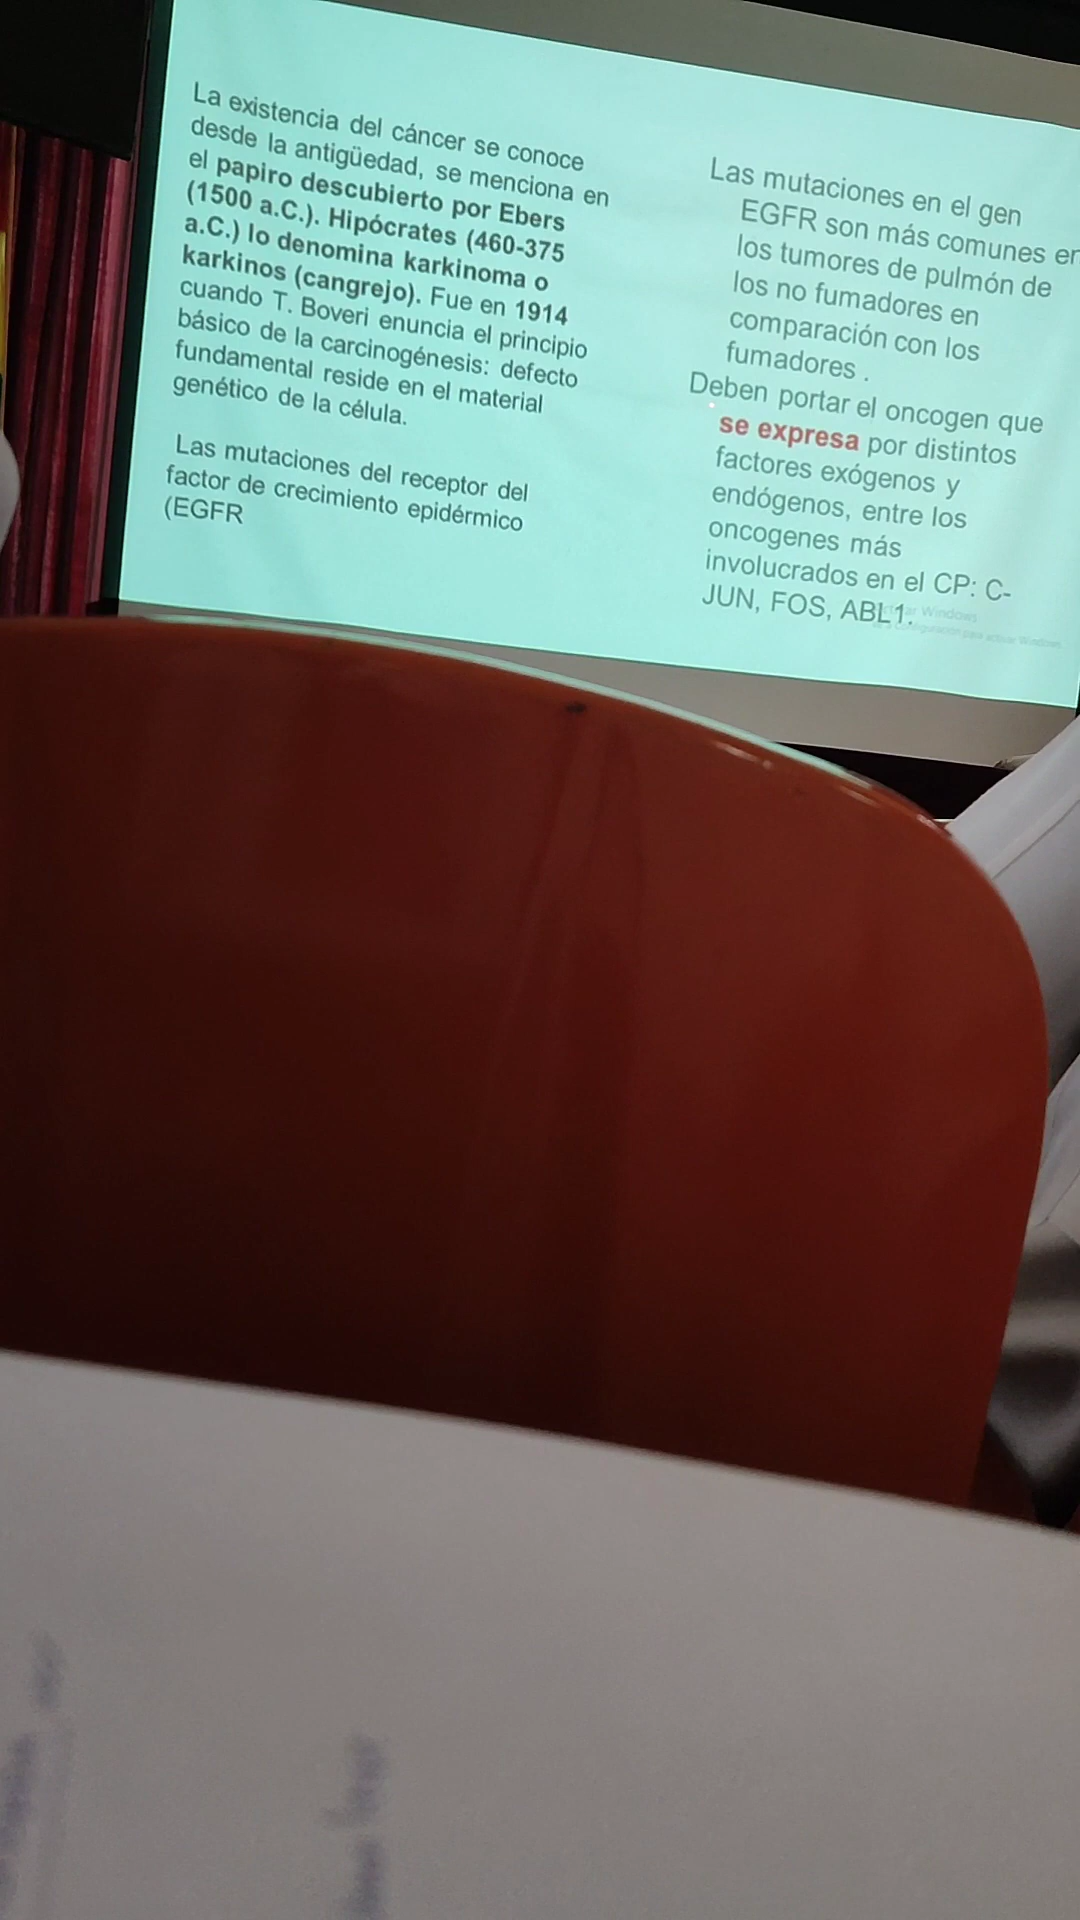 La existencia del cáncer se conoce
desde la antigüedad, se menciona en
el papiro descubierto por Ebers
(1500 a.C.). Hipócrates (460-375
a.C.) lo denomina karkinoma o
karkinos (cangrejo). Fue en 1914
cuando T. Boveri enuncia el principio
básico de la carcinogénesis: defecto
fundamental reside en el material
genético de la célula.
Las mutaciones del receptor del
factor de crecimiento epidérmico
(EGFR
Las mutaciones en el gen
EGFR son más comunes en
los tumores de pulmón de
los no fumadores en
comparación con los
fumadores .
Deben portar el oncogen que
se expresa por distintos
factores exógenos y
endógenos, entre los
oncogenes más
involucrados en el CP: C-
JUN, FOS, ABL1.
Windows
configuración para activar Windows.